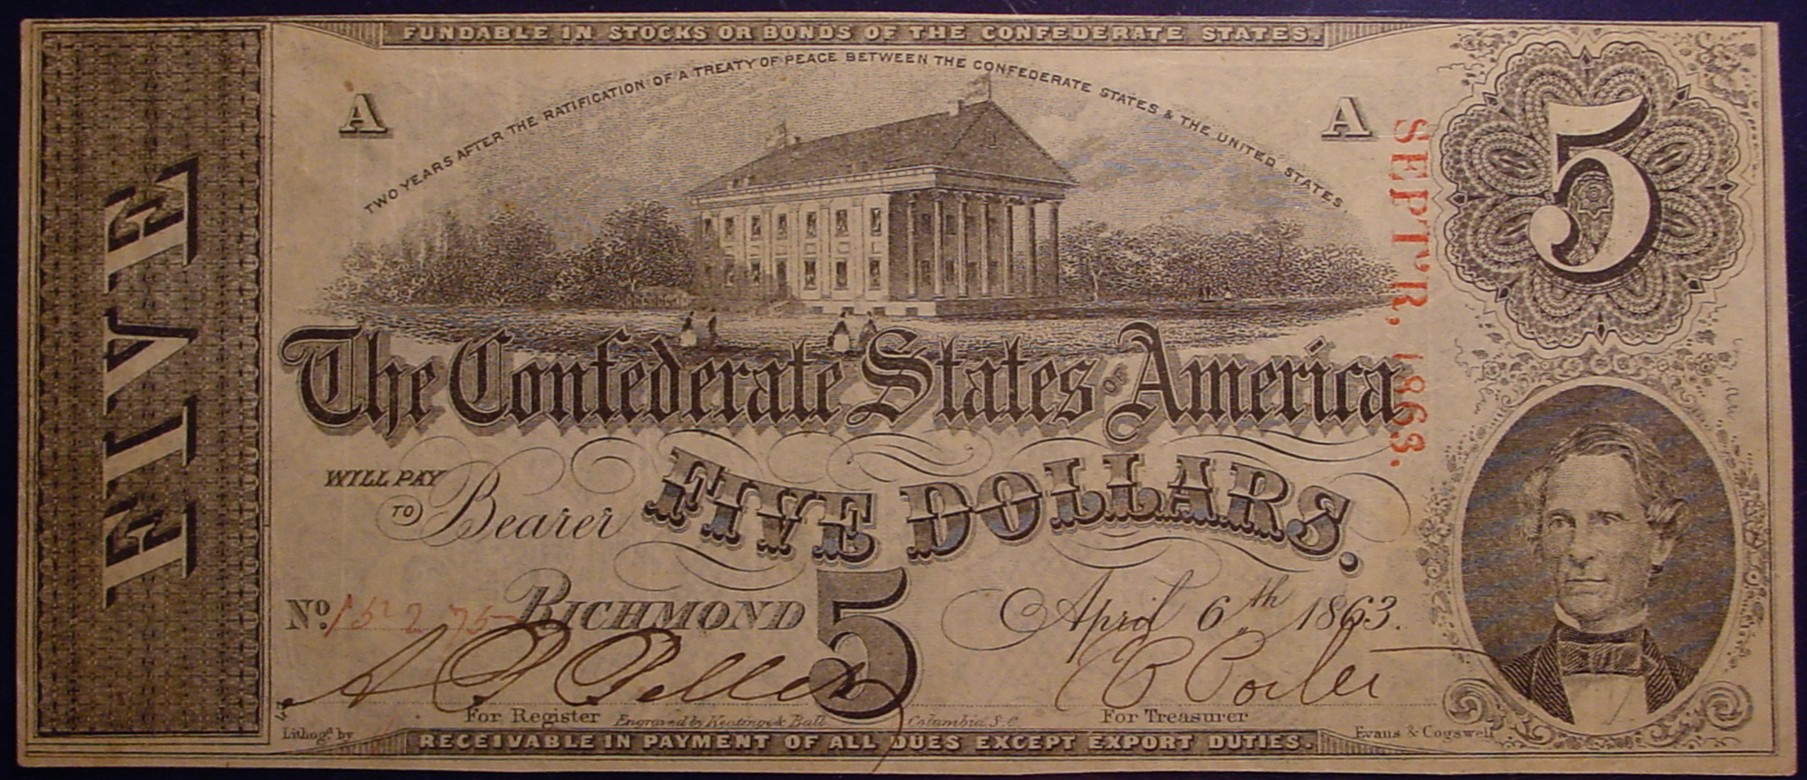 FUNDABLE IN STOCKS OR BONDS OF THE CONFEDERATE STATES.
TWO YEARS AFTER THE RATIFICATION OF A TREATY OF PEACE BETWEEN THE CONFEDERATE STATES & THE UNITED STATES.
A
A
5
FIVE
SEPT'R, 1863.
The Confederate States OF America
WILL PAY
TO Bearer
FIVE DOLLARS.
No. 15275 RICHMOND 5 April 6th 1863.
For Register Engraved by Keatinge & Ball Columbia S.C. For Treasurer
Lithog'd by Evans & Cogswell
RECEIVABLE IN PAYMENT OF ALL DUES EXCEPT EXPORT DUTIES.